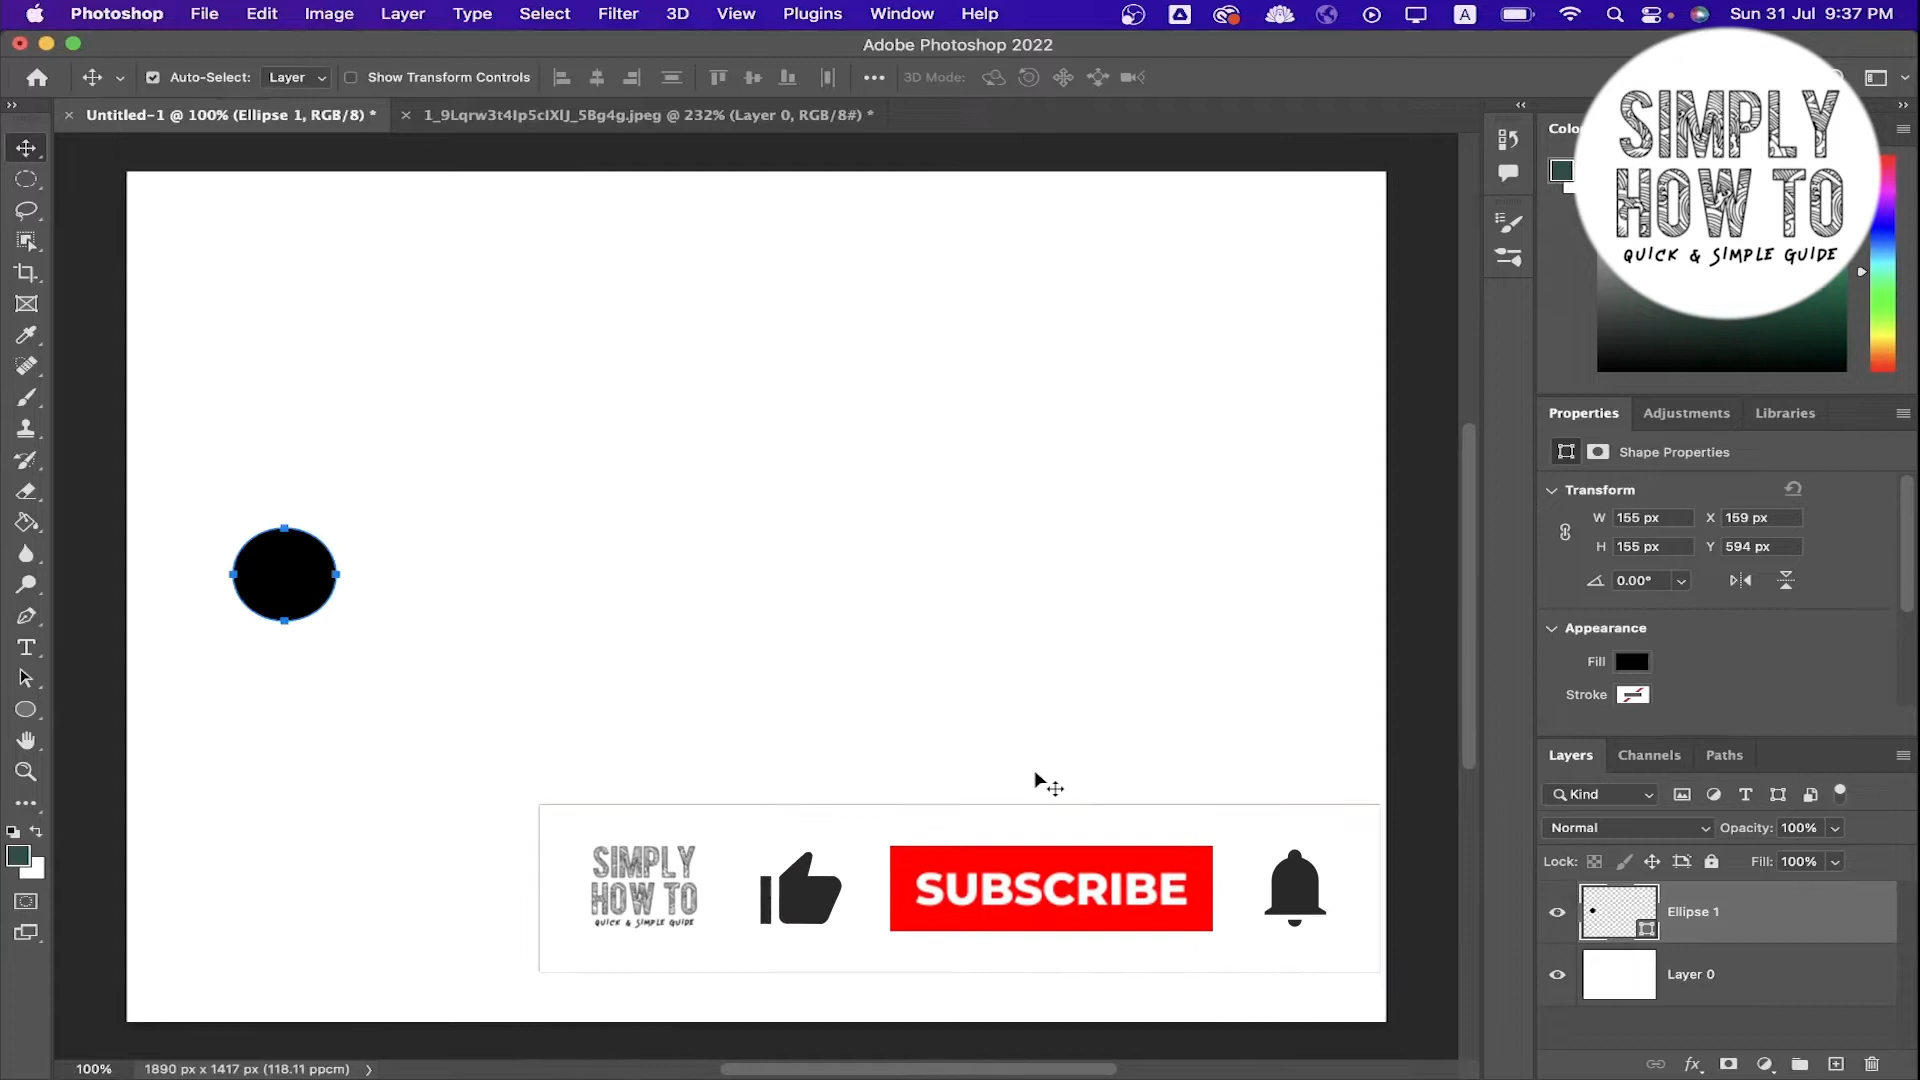 Photoshop File Edit Image Layer Type Select Filter 3D View Plugins Window Help A Sun 31 Jul 9:37 PM
Adobe Photoshop 2022
Auto-Select: Layer Show Transform Controls 3D Mode:
Untitled-1 @ 100% (Ellipse 1, RGB/8) * 1_9Lqrw3t4Ip5cIXlJ_5Bg4g.jpeg @ 232% (Layer 0, RGB/8#) *
Colo
SIMPLY
HOW TO
QUICK & SIMPLE GUIDE
Properties Adjustments Libraries
Shape Properties
Transform
W 155 px X 159 px
H 155 px Y 594 px
0.00°
Appearance
Fill
Stroke
Layers Channels Paths
Kind
Normal Opacity: 100%
Lock: Fill: 100%
Ellipse 1
Layer 0
SIMPLY
HOW TO
QUICK & SIMPLE GUIDE
SUBSCRIBE
100% 1890 px x 1417 px (118.11 ppcm)
fx